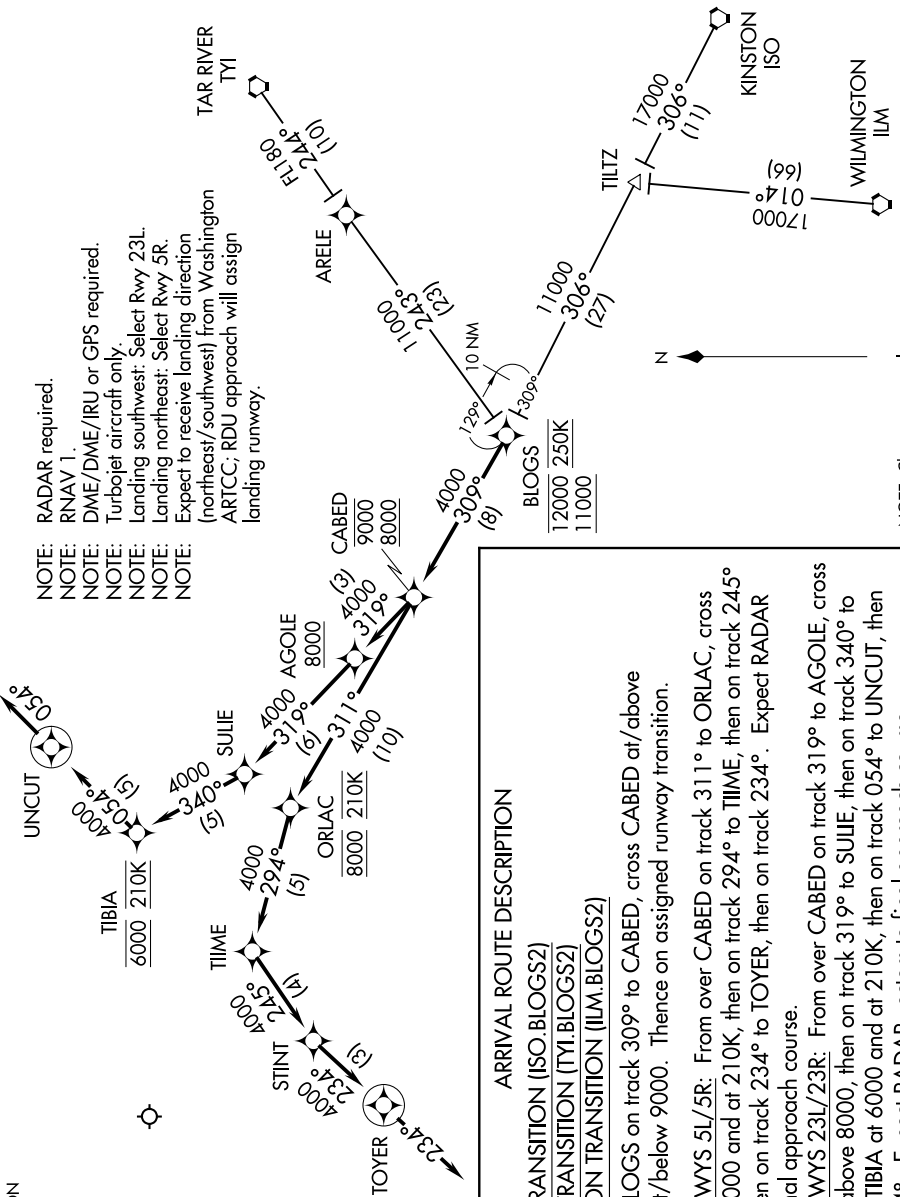 NOTE: RADAR required.
NOTE: RNAV 1.
NOTE: DME/DME/IRU or GPS required.
NOTE: Turbojet aircraft only.
NOTE: Landing southwest: Select Rwy 23L.
Landing northeast: Select Rwy 5R.
NOTE: Expect to receive landing direction
(northeast/southwest) from Washington
ARTCC; RDU approach will assign
landing runway.
TAR RIVER
TYI
FL180
244°
(10)
ARELE
11000
243°
(23)
KINSTON
ISO
17000
306°
(11)
TILTZ
WILMINGTON
ILM
17000
014°
(66)
11000
306°
(27)
N
10 NM
129°
309°
BLOGS
12000 250K
11000
4000
309°
(8)
CABED
9000
8000
(3)
4000
319°
AGOLE
8000
4000
319°
(6)
SULIE
4000
340°
(5)
TIBIA
6000 210K
4000
054°
(5)
UNCUT
054°
311°
4000
(10)
ORLAC
8000 210K
4000
294°
(5)
TIIME
4000
245°
(4)
STINT
4000
234°
(3)
TOYER
234°
ON
ARRIVAL ROUTE DESCRIPTION
RANSITION (ISO.BLOGS2)
RANSITION (TYI.BLOGS2)
ON TRANSITION (ILM.BLOGS2)
LOGS on track 309° to CABED, cross CABED at/above
t/below 9000. Thence on assigned runway transition.
WYS 5L/5R: From over CABED on track 311° to ORLAC, cross
000 and at 210K, then on track 294° to TIIME, then on track 245°
en on track 234° to TOYER, then on track 234°. Expect RADAR
al approach course.
WYS 23L/23R: From over CABED on track 319° to AGOLE, cross
bove 8000, then on track 319° to SULIE, then on track 340° to
TIBIA at 6000 and at 210K, then on track 054° to UNCUT, then